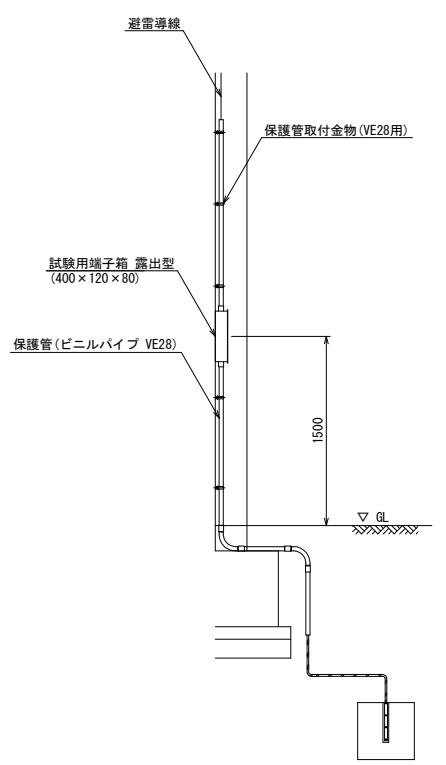 避雷導線
保護管取付金物(VE28用)
試験用端子箱 露出型
(400×120×80)
保護管(ビニルパイプ VE28)
1500
▽ GL